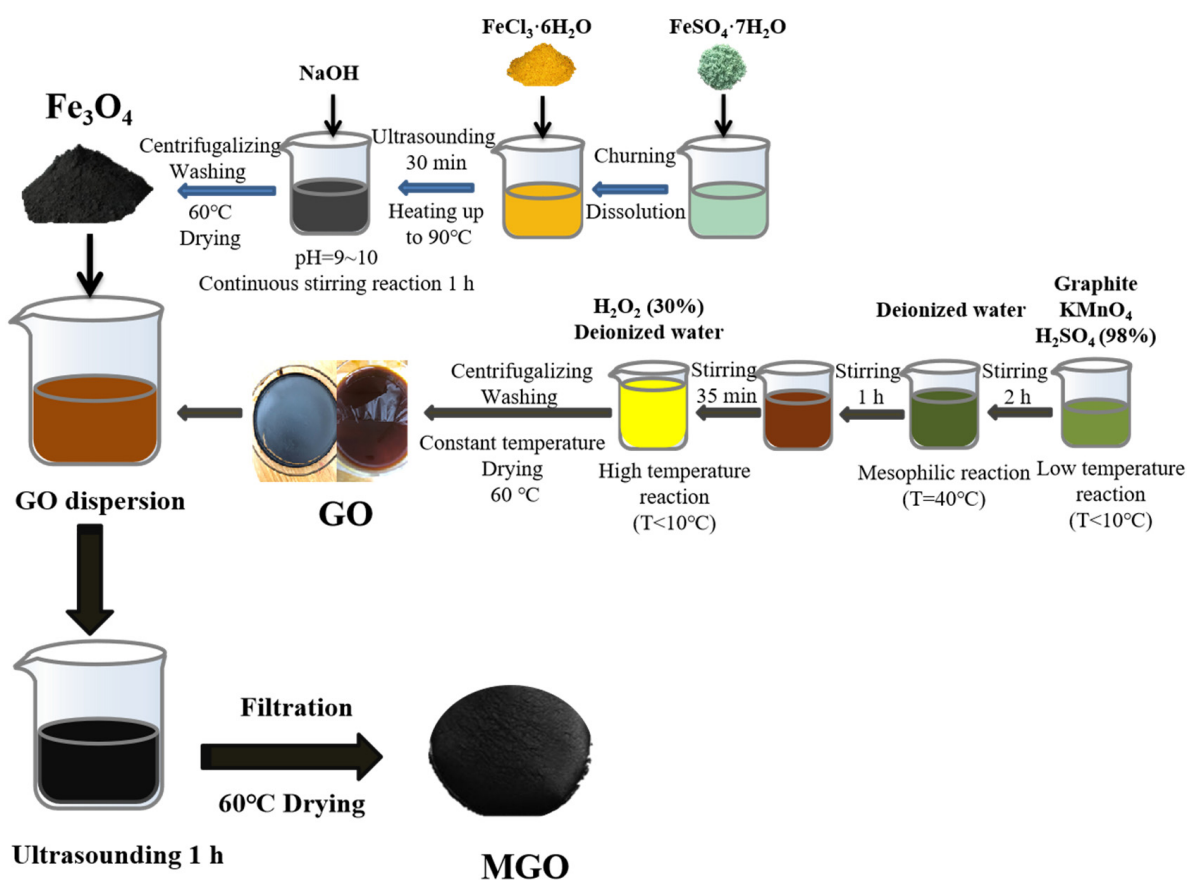 FeCl₃·6H₂O
FeSO₄·7H₂O
NaOH
Fe₃O₄
Centrifugalizing
Washing
60℃
Drying
Ultrasounding
30 min
Heating up
to 90℃
Churning
Dissolution
pH=9~10
Continuous stirring reaction 1 h
H₂O₂ (30%)
Deionized water
Deionized water
Graphite
KMnO₄
H₂SO₄ (98%)
Centrifugalizing
Washing
Constant temperature
Drying
60 ℃
Stirring
35 min
Stirring
1 h
Stirring
2 h
High temperature
reaction
(T<10℃)
Mesophilic reaction
(T=40℃)
Low temperature
reaction
(T<10℃)
GO dispersion
GO
Filtration
60℃ Drying
Ultrasounding 1 h
MGO